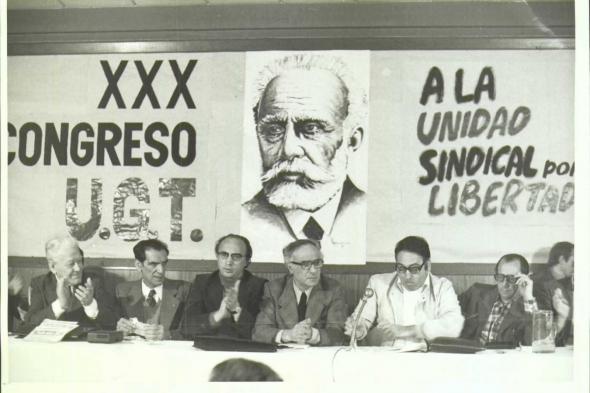 XXX
CONGRESO
U.G.T.
A LA
UNIDAD
SINDICAL POR
LIBERTAD